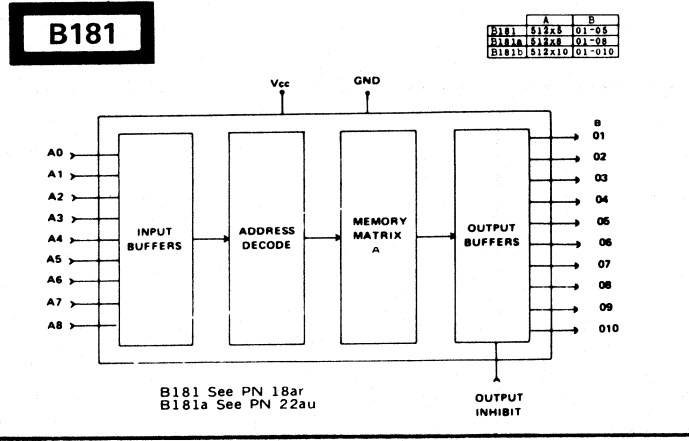 B181
A B
B181 512x5 01-05
B181a 512x8 01-08
B181b 512x10 01-010
Vcc GND
B
A0
A1
A2
A3
A4
A5
A6
A7
A8
INPUT
BUFFERS
ADDRESS
DECODE
MEMORY
MATRIX
A
OUTPUT
BUFFERS
01
02
03
04
05
06
07
08
09
010
OUTPUT
INHIBIT
B181 See PN 18ar
B181a See PN 22au